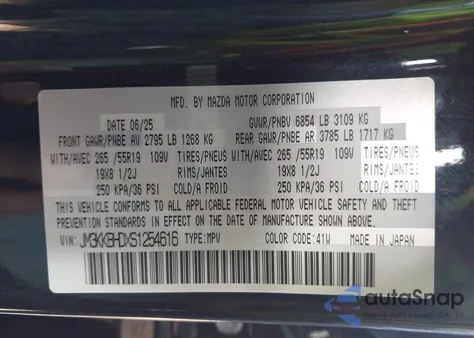 MFD. BY MAZDA MOTOR CORPORATION
DATE 06/25 GVWR/PNBV 6854 LB 3109 KG
FRONT GAWR/PNBE AV 2795 LB 1268 KG REAR GAWR/PNBE AR 3785 LB 1717 KG
WITH/AVEC 265 /55R19 109V TIRES/PNEUS WITH/AVEC 265 /55R19 109V TIRES/PNEUS
19X8 1/2J RIMS/JANTES 19X8 1/2J RIMS/JANTES
250 KPA/36 PSI COLD/A FROID 250 KPA/36 PSI COLD/A FROID
THIS VEHICLE CONFORMS TO ALL APPLICABLE FEDERAL MOTOR VEHICLE SAFETY AND THEFT
PREVENTION STANDARDS IN EFFECT ON THE DATE OF MANUFACTURE SHOWN ABOVE.
VIN: JM3KKBHDXS1254616 TYPE:MPV COLOR: 41W MADE IN JAPAN
autoSnap